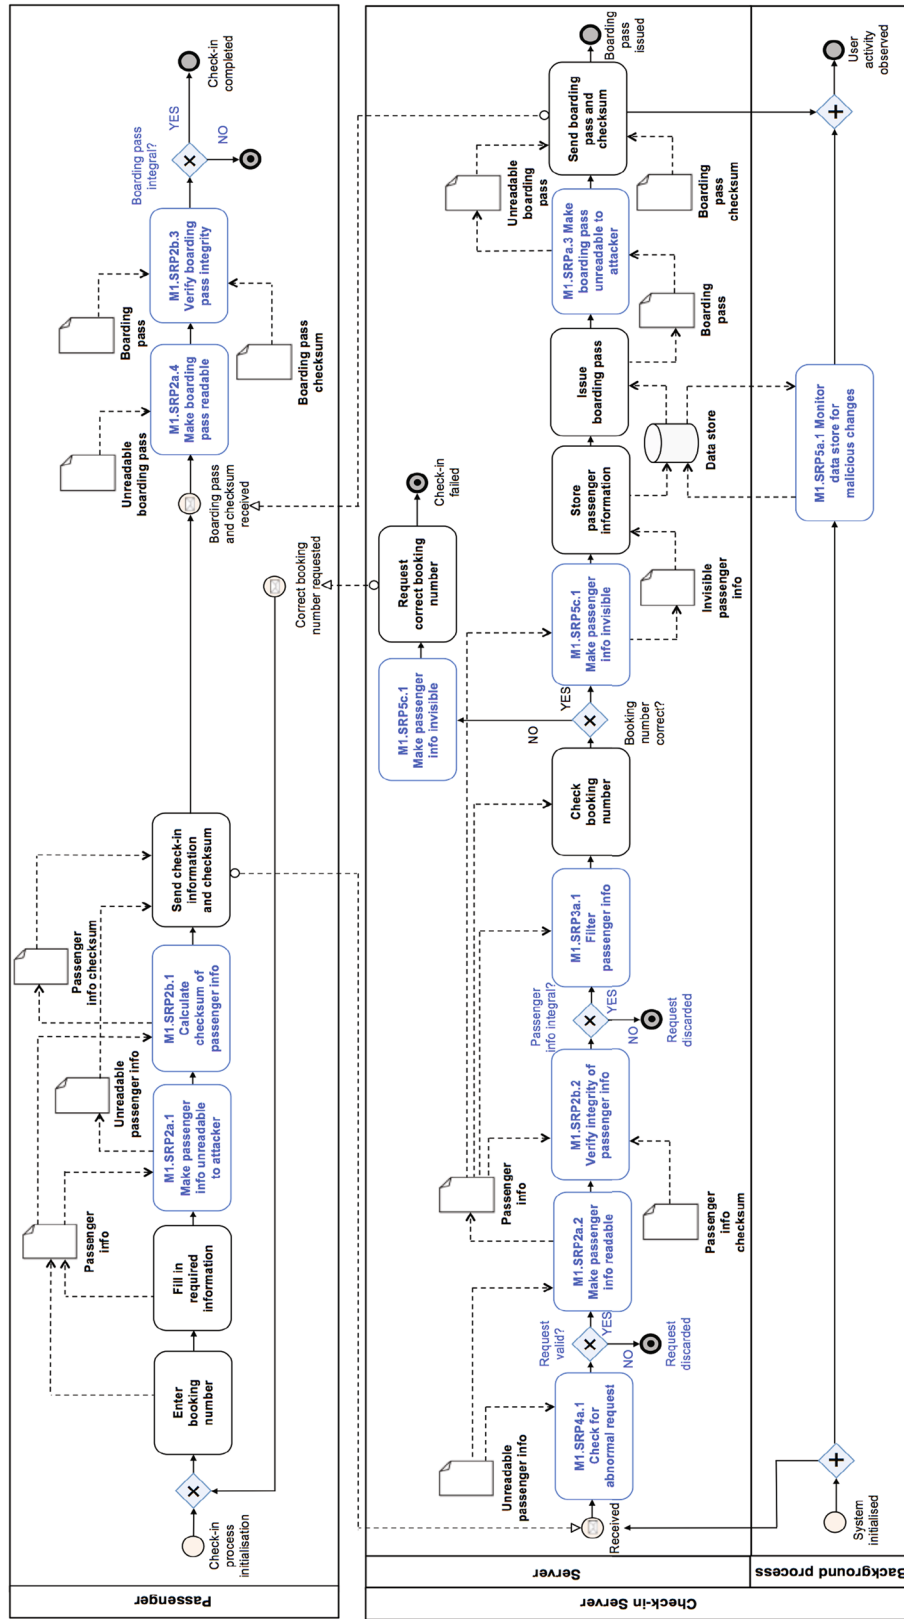 Passenger
Check-in
process
initialisation
Enter
booking
number
Fill in
required
information
Passenger
info
M1.SRP2a.1
Make passenger
info unreadable
to attacker
Unreadable
passenger info
M1.SRP2b.1
Calculate
checksum of
passenger info
Passenger
info checksum
Send check-in
information
and checksum
Correct booking
number requested
Boarding pass
and checksum
received
Unreadable
boarding pass
M1.SRP2a.4
Make boarding
pass readable
Boarding
pass
Boarding pass
checksum
M1.SRP2b.3
Verify boarding
pass integrity
Boarding pass
integral?
YES
NO
Check-in
completed
Check-in Server
Server
Received
Unreadable
passenger info
M1.SRP4a.1
Check for
abnormal request
Request
valid?
YES
NO
Request
discarded
M1.SRP2a.2
Make passenger
info readable
Passenger
info
Passenger
info
checksum
M1.SRP2b.2
Verify integrity of
passenger info
Passenger
info integral?
YES
NO
Request
discarded
M1.SRP3a.1
Filter
passenger info
Check
booking
number
Booking
number
correct?
NO
YES
M1.SRP5c.1
Make passenger
info invisible
Request
correct booking
number
Check-in
failed
M1.SRP5c.1
Make passenger
info invisible
Invisible
passenger
info
Store
passenger
information
Data store
Issue
boarding pass
Boarding
pass
M1.SRPa.3 Make
boarding pass
unreadable to
attacker
Unreadable
boarding
pass
Boarding
pass
checksum
Send boarding
pass and
checksum
Boarding
pass
issued
Background process
System
initialised
M1.SRP5a.1 Monitor
data store for
malicious changes
User
activity
observed